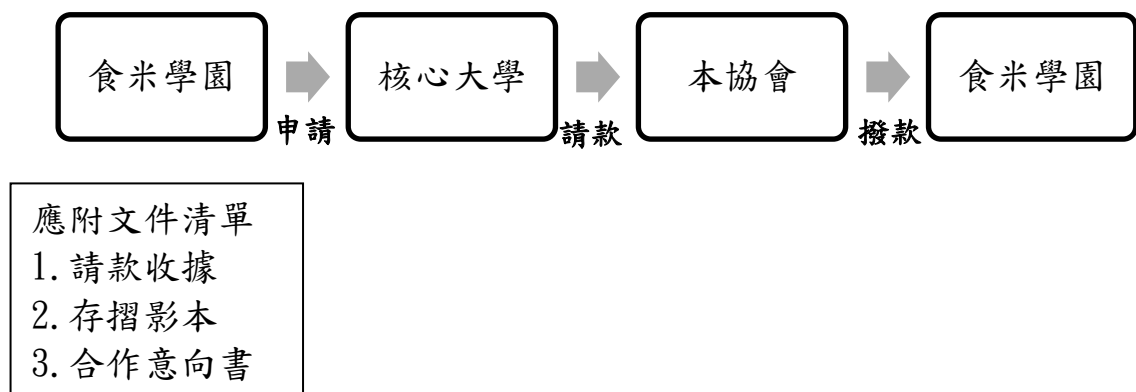 食米學園
核心大學
本協會
食米學園
申請
請款
撥款
應附文件清單
1.請款收據
2.存摺影本
3.合作意向書